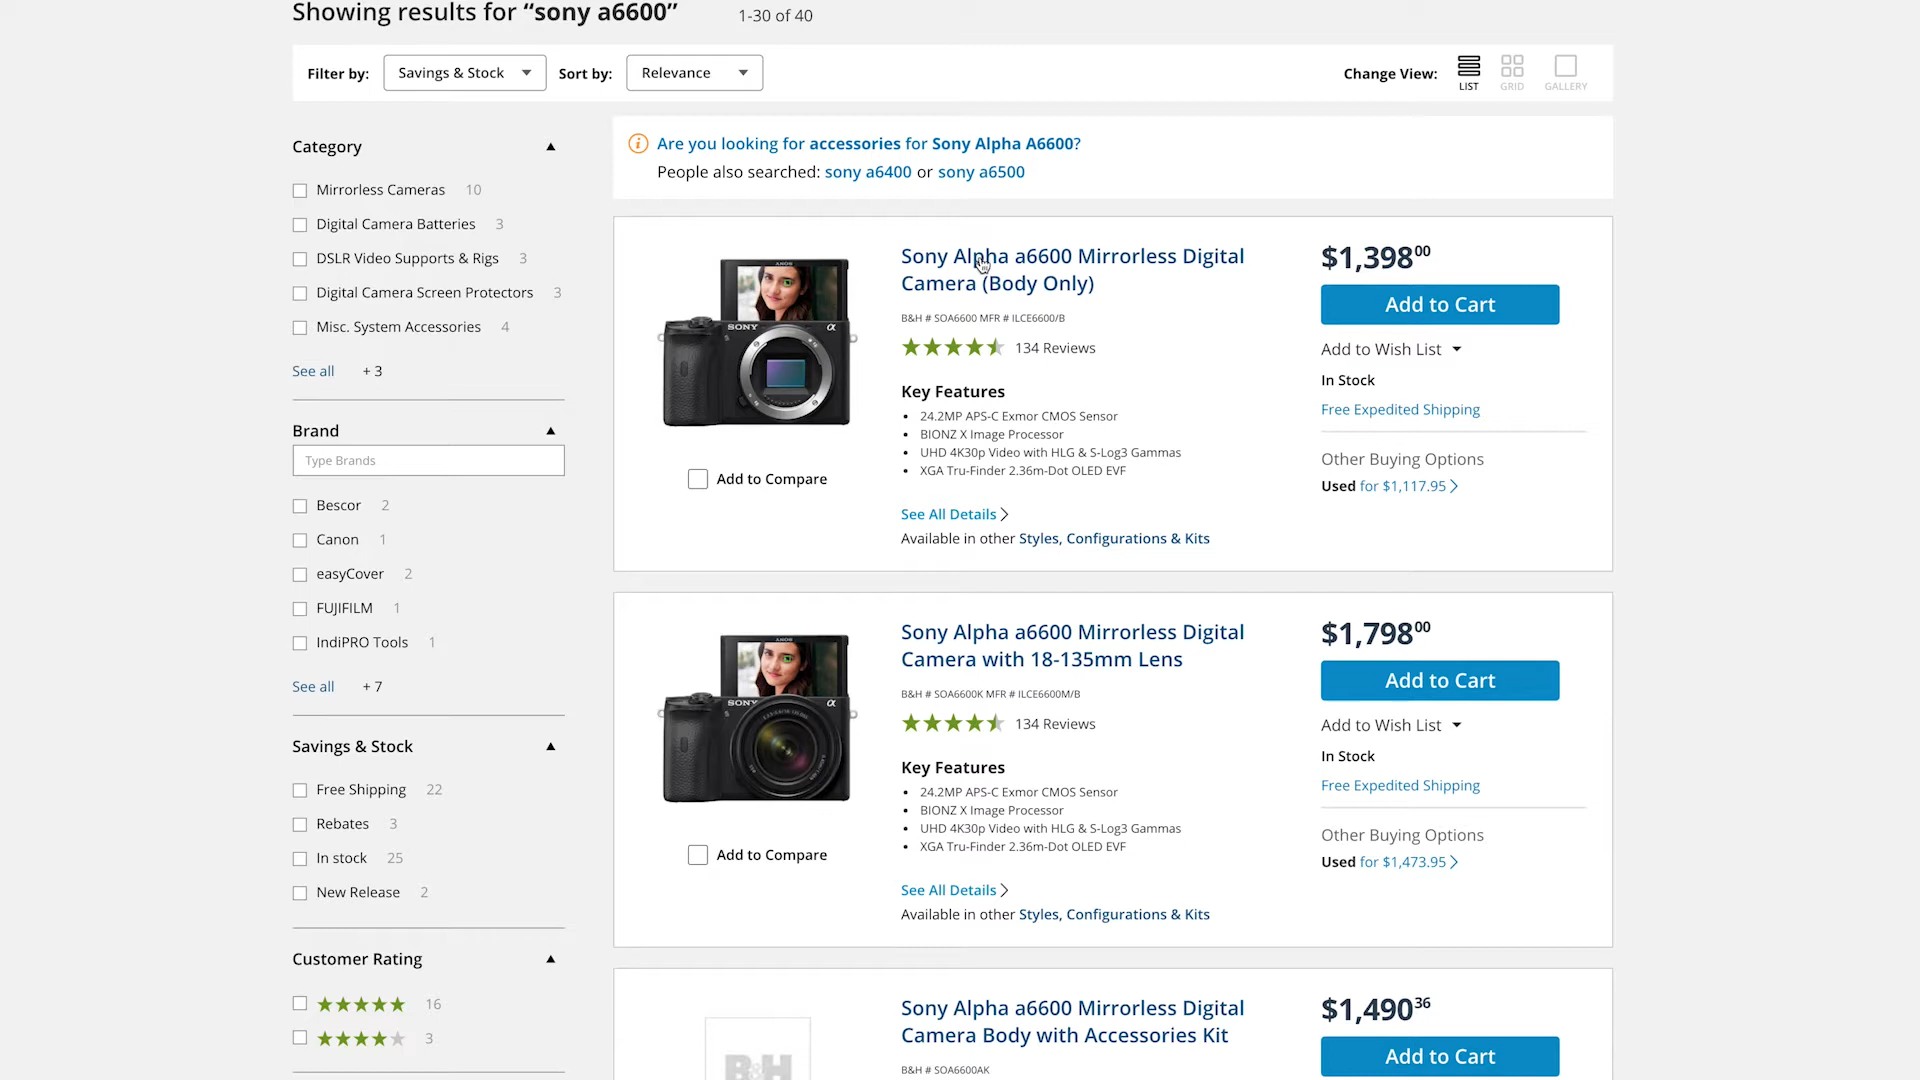 Showing results for “sony a6600”
1-30 of 40
Filter by:
Savings & Stock
Sort by:
Relevance
Change View:
LIST
GRID
GALLERY
Category
Mirrorless Cameras 10
Digital Camera Batteries 3
DSLR Video Supports & Rigs 3
Digital Camera Screen Protectors 3
Misc. System Accessories 4
See all + 3
Brand
Type Brands
Bescor 2
Canon 1
easyCover 2
FUJIFILM 1
IndiPRO Tools 1
See all + 7
Savings & Stock
Free Shipping 22
Rebates 3
In stock 25
New Release 2
Customer Rating
16
3
Are you looking for accessories for Sony Alpha A6600?
People also searched: sony a6400 or sony a6500
SONY
SONY α
Add to Compare
Sony Alpha a6600 Mirrorless Digital
Camera (Body Only)
B&H # SOA6600 MFR # ILCE6600/B
134 Reviews
Key Features
• 24.2MP APS-C Exmor CMOS Sensor
• BIONZ X Image Processor
• UHD 4K30p Video with HLG & S-Log3 Gammas
• XGA Tru-Finder 2.36m-Dot OLED EVF
See All Details
Available in other Styles, Configurations & Kits
$1,398.00
Add to Cart
Add to Wish List
In Stock
Free Expedited Shipping
Other Buying Options
Used for $1,117.95
SONY
SONY α
Add to Compare
Sony Alpha a6600 Mirrorless Digital
Camera with 18-135mm Lens
B&H # SOA6600K MFR # ILCE6600M/B
134 Reviews
Key Features
• 24.2MP APS-C Exmor CMOS Sensor
• BIONZ X Image Processor
• UHD 4K30p Video with HLG & S-Log3 Gammas
• XGA Tru-Finder 2.36m-Dot OLED EVF
See All Details
Available in other Styles, Configurations & Kits
$1,798.00
Add to Cart
Add to Wish List
In Stock
Free Expedited Shipping
Other Buying Options
Used for $1,473.95
B&H
Sony Alpha a6600 Mirrorless Digital
Camera Body with Accessories Kit
B&H # SOA6600AK
$1,490.36
Add to Cart